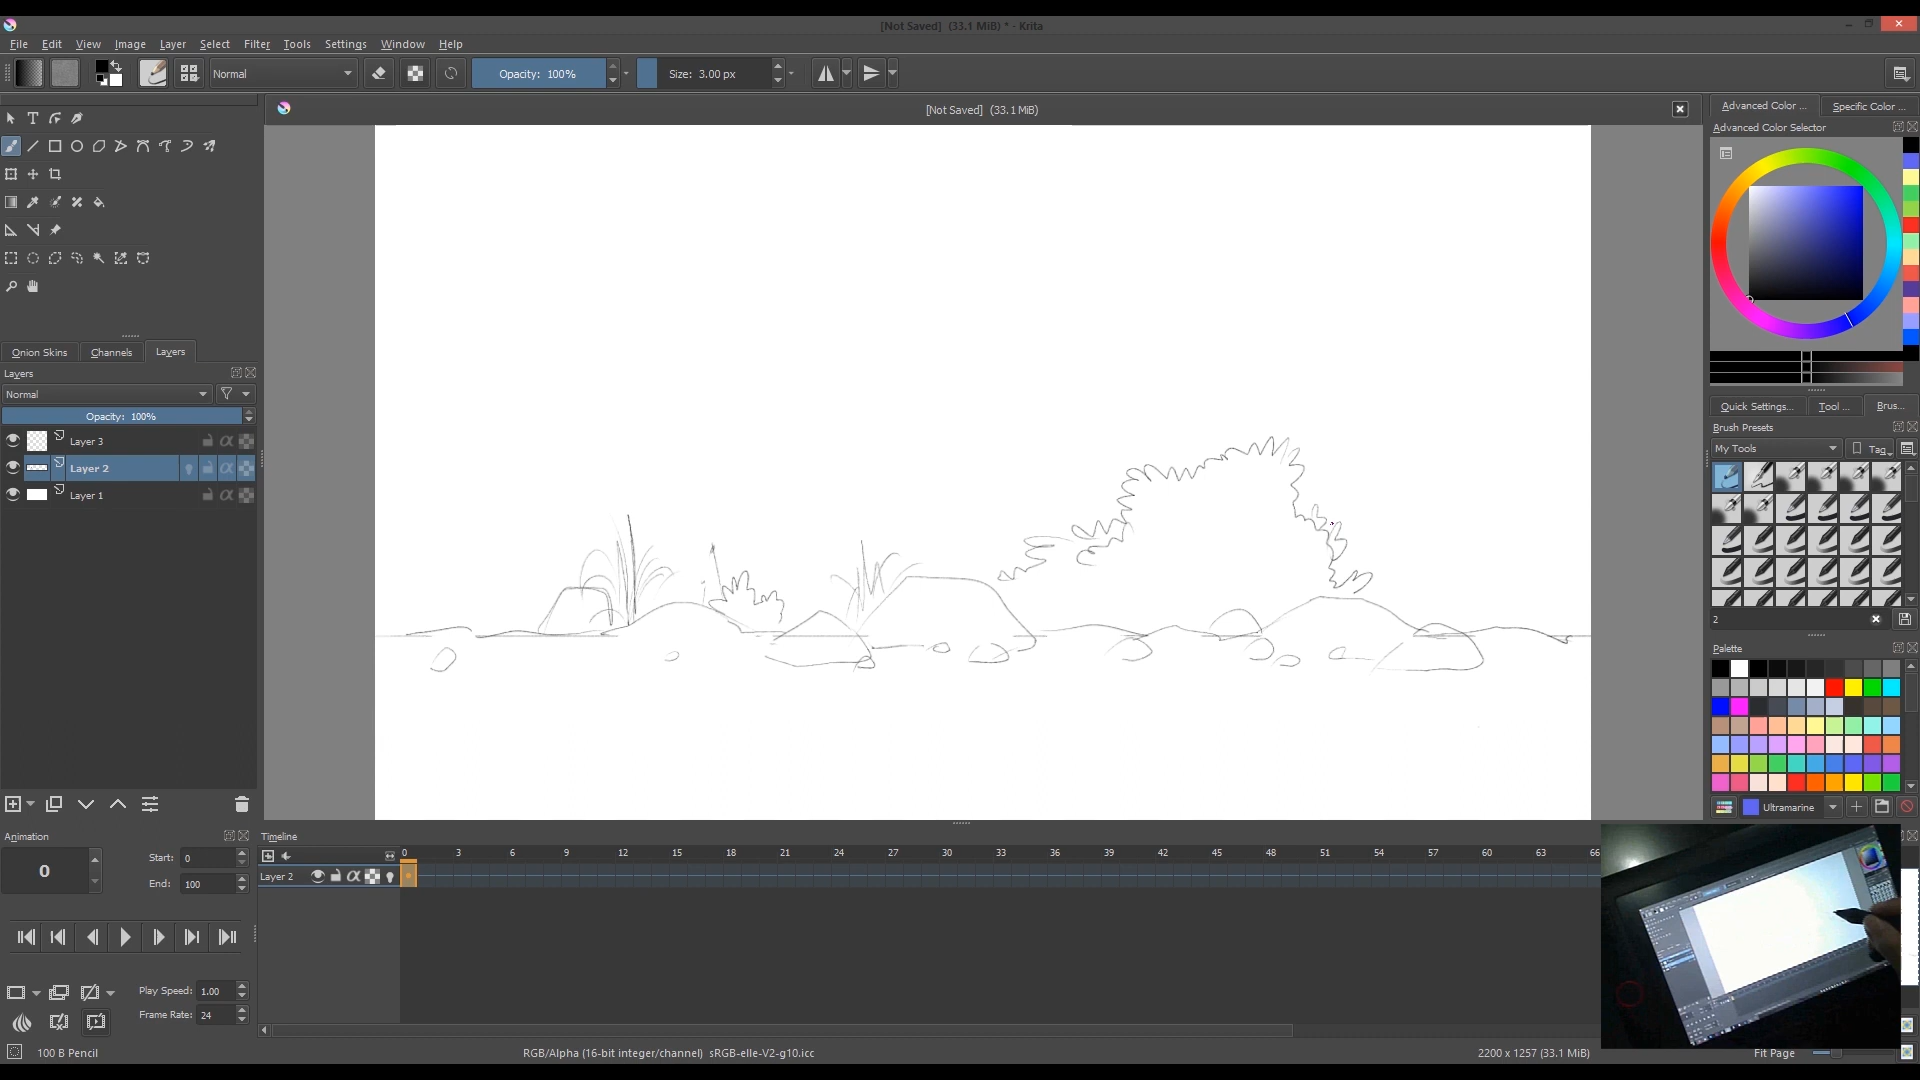 [Not Saved]  (33.1 MiB) * - Krita
File Edit View Image Layer Select Filter Tools Settings Window Help
Normal Opacity: 100% Size: 3.00 px
[Not Saved]  (33.1 MiB)
Advanced Color ... Specific Color ...
Advanced Color Selector
Onion Skins Channels Layers
Layers
Normal
Opacity: 100%
Layer 3
Layer 2
Layer 1
Quick Settings... Tool ... Brus...
Brush Presets
My Tools Tag
2
Palette
Ultramarine
Animation
0
Start: 0
End: 100
Play Speed: 1.00
Frame Rate: 24
Timeline
0 3 6 9 12 15 18 21 24 27 30 33 36 39 42 45 48 51 54 57 60 63 66
Layer 2
100 B Pencil
RGB/Alpha (16-bit integer/channel)  sRGB-elle-V2-g10.icc
2200 x 1257 (33.1 MiB)
Fit Page